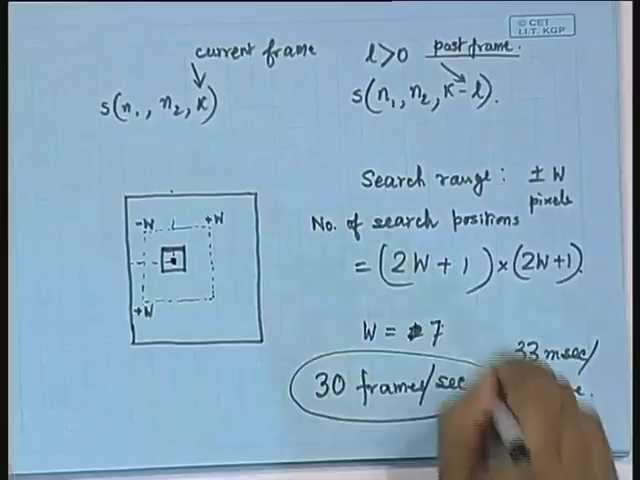 © CET
I.I.T. KGP
current frame
l>0 past frame.
s(n₁, n₂, K)
s(n₁, n₂, K-l).
Search range: ± W
pixels
No. of search positions
= (2W+1)×(2W+1).
-W
+W
+W
W = 7
33 msec/
30 frames/sec